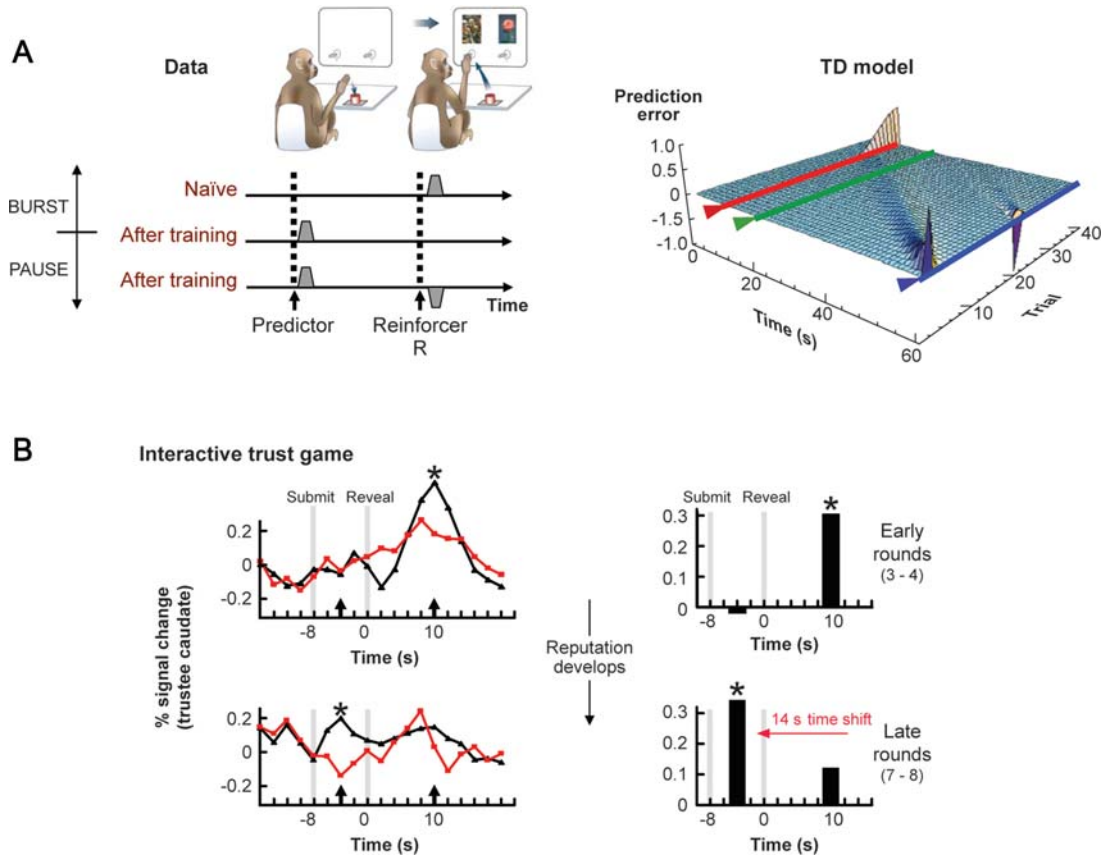 A
Data
Naïve
After training
After training
BURST
PAUSE
Time
Predictor
Reinforcer
R
TD model
Prediction
error
1.0
0.5
0
-1.5
-1.0
0
20
40
60
Time (s)
10
20
30
40
Trial
B
Interactive trust game
% signal change
(trustee caudate)
Submit Reveal
*
0.2
0
-0.2
-8 0 10
Time (s)
*
0.2
0
-0.2
-8 0 10
Time (s)
Reputation
develops
Submit Reveal
*
0.3
0.2
0.1
0
-8 0 10
Time (s)
Early
rounds
(3 - 4)
*
0.3
0.2
0.1
0
14 s time shift
-8 0 10
Time (s)
Late
rounds
(7 - 8)